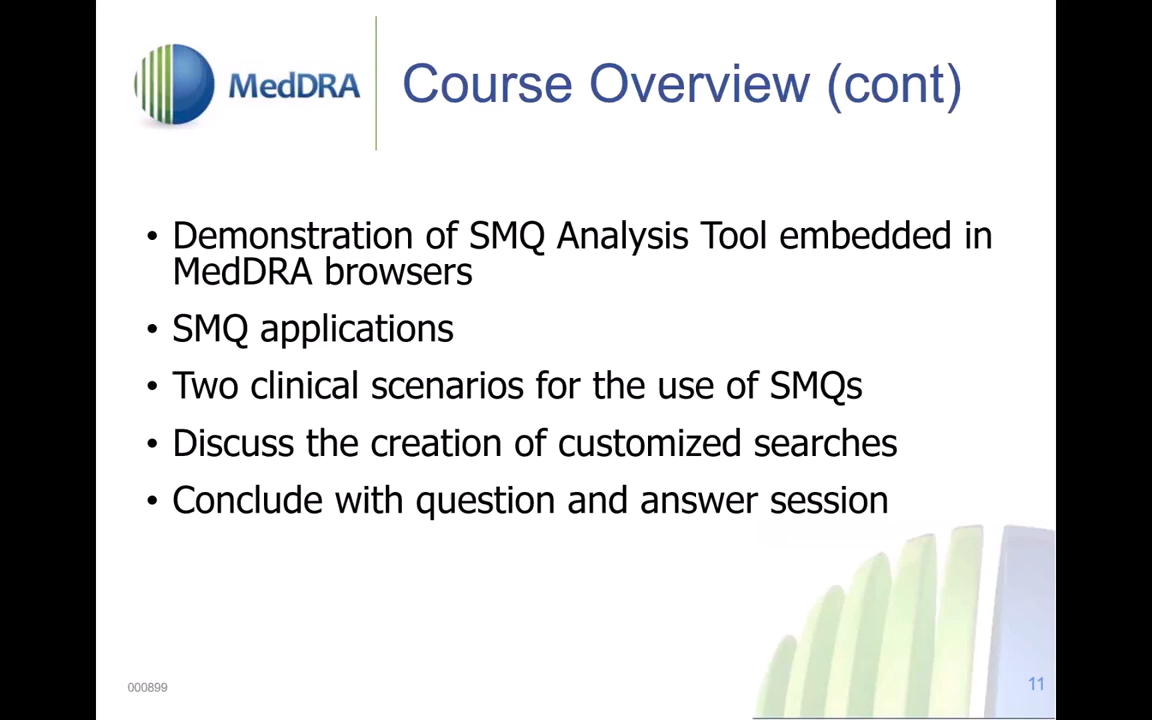 MedDRA
Course Overview (cont)
• Demonstration of SMQ Analysis Tool embedded in
MedDRA browsers
• SMQ applications
• Two clinical scenarios for the use of SMQs
• Discuss the creation of customized searches
• Conclude with question and answer session
000899
11